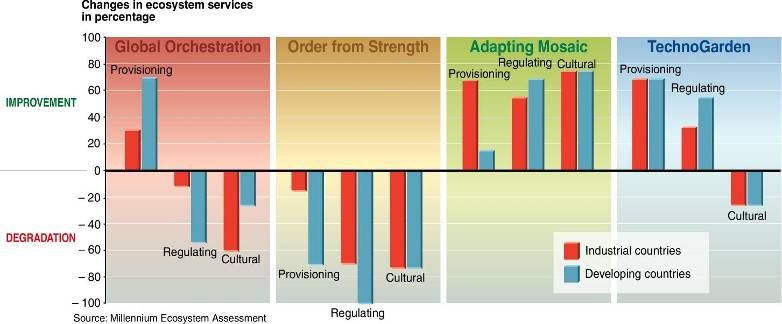 Changes in ecosystem services
in percentage
100
80
60
40
20
0
– 20
– 40
– 60
– 80
– 100
IMPROVEMENT
DEGRADATION
Global Orchestration
Provisioning
Regulating
Cultural
Order from Strength
Provisioning
Regulating
Cultural
Adapting Mosaic
Provisioning
Regulating
Cultural
TechnoGarden
Provisioning
Regulating
Cultural
Industrial countries
Developing countries
Source: Millennium Ecosystem Assessment